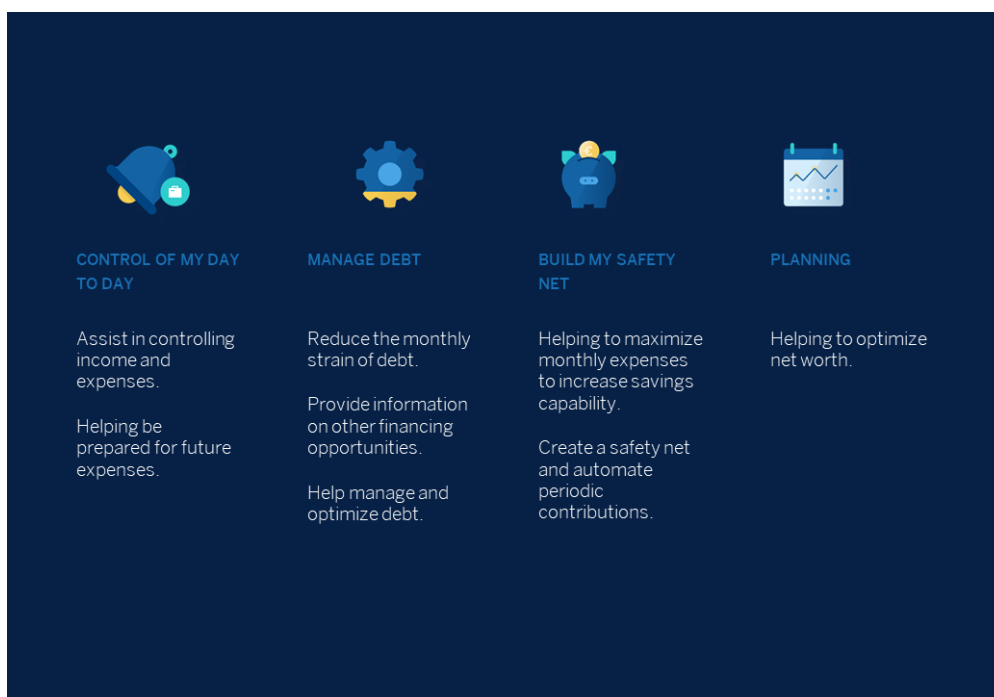 CONTROL OF MY DAY
TO DAY
Assist in controlling
income and
expenses.
Helping be
prepared for future
expenses.
MANAGE DEBT
Reduce the monthly
strain of debt.
Provide information
on other financing
opportunities.
Help manage and
optimize debt.
BUILD MY SAFETY
NET
Helping to maximize
monthly expenses
to increase savings
capability.
Create a safety net
and automate
periodic
contributions.
PLANNING
Helping to optimize
net worth.